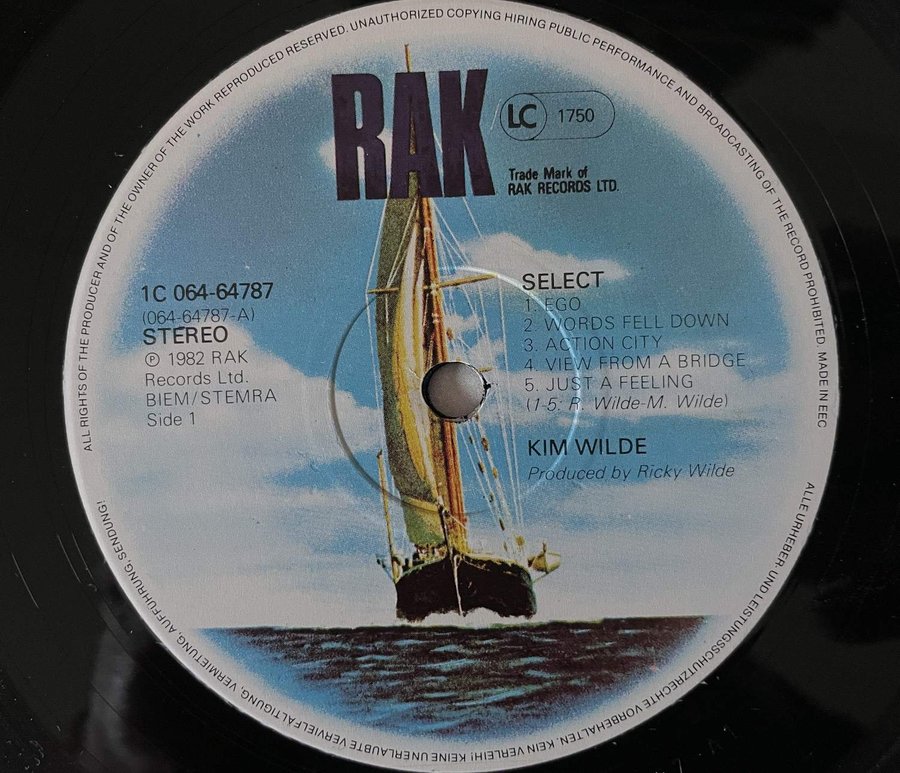 ALL RIGHTS OF THE PRODUCER AND OF THE OWNER OF THE WORK REPRODUCED RESERVED. UNAUTHORIZED COPYING HIRING PUBLIC PERFORMANCE AND BROADCASTING OF THE RECORD PROHIBITED. MADE IN EEC
RAK
LC 1750
Trade Mark of
RAK RECORDS LTD.
1C 064-64787
(064-64787-A)
STEREO
℗ 1982 RAK
Records Ltd.
BIEM/STEMRA
Side 1
SELECT
1. EGO
2. WORDS FELL DOWN
3. ACTION CITY
4. VIEW FROM A BRIDGE
5. JUST A FEELING
(1-5: R. Wilde-M. Wilde)
KIM WILDE
Produced by Ricky Wilde
ALLE URHEBER- UND LEISTUNGSSCHUTZRECHTE VORBEHALTEN. KEIN VERLEIH! KEINE UNERLAUBTE VERVIELFÄLTIGUNG, VERMIETUNG, AUFFÜHRUNG, SENDUNG!